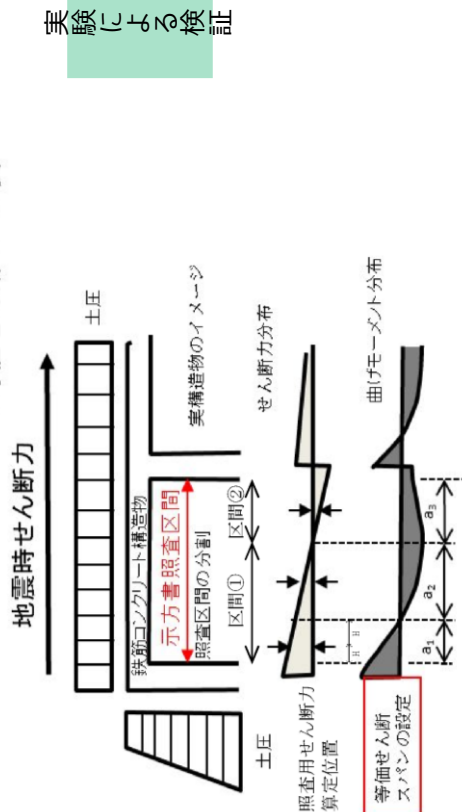 実験による検証
地震時せん断力
土圧
鉄筋コンクリート構造物
実構造物のイメージ
示方書照査区間
照査区間の分割
区間①
区間②
土圧
せん断力分布
照査用せん断力
算定位置
H
H
曲げモーメント分布
等価せん断
スパンの設定
a₁
a₂
a₃